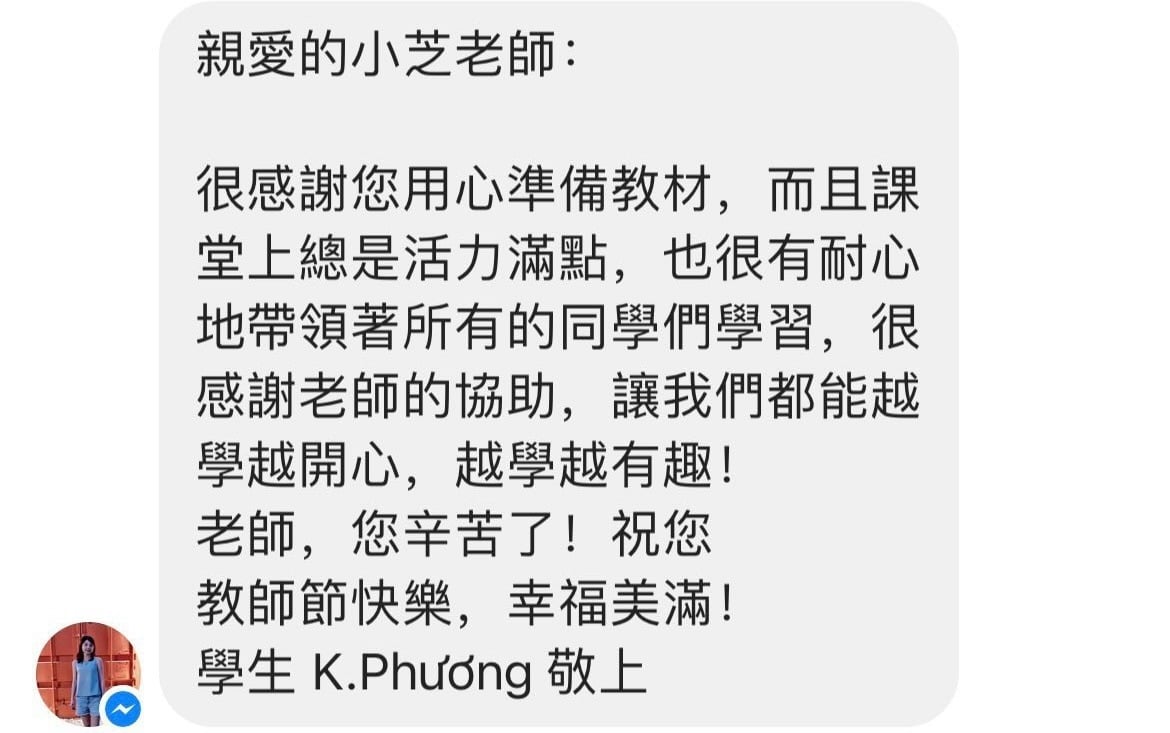 親愛的小芝老師：
很感謝您用心準備教材，而且課
堂上總是活力滿點，也很有耐心
地帶領著所有的同學們學習，很
感謝老師的協助，讓我們都能越
學越開心，越學越有趣！
老師，您辛苦了！祝您
教師節快樂，幸福美滿！
學生 K.Phương 敬上